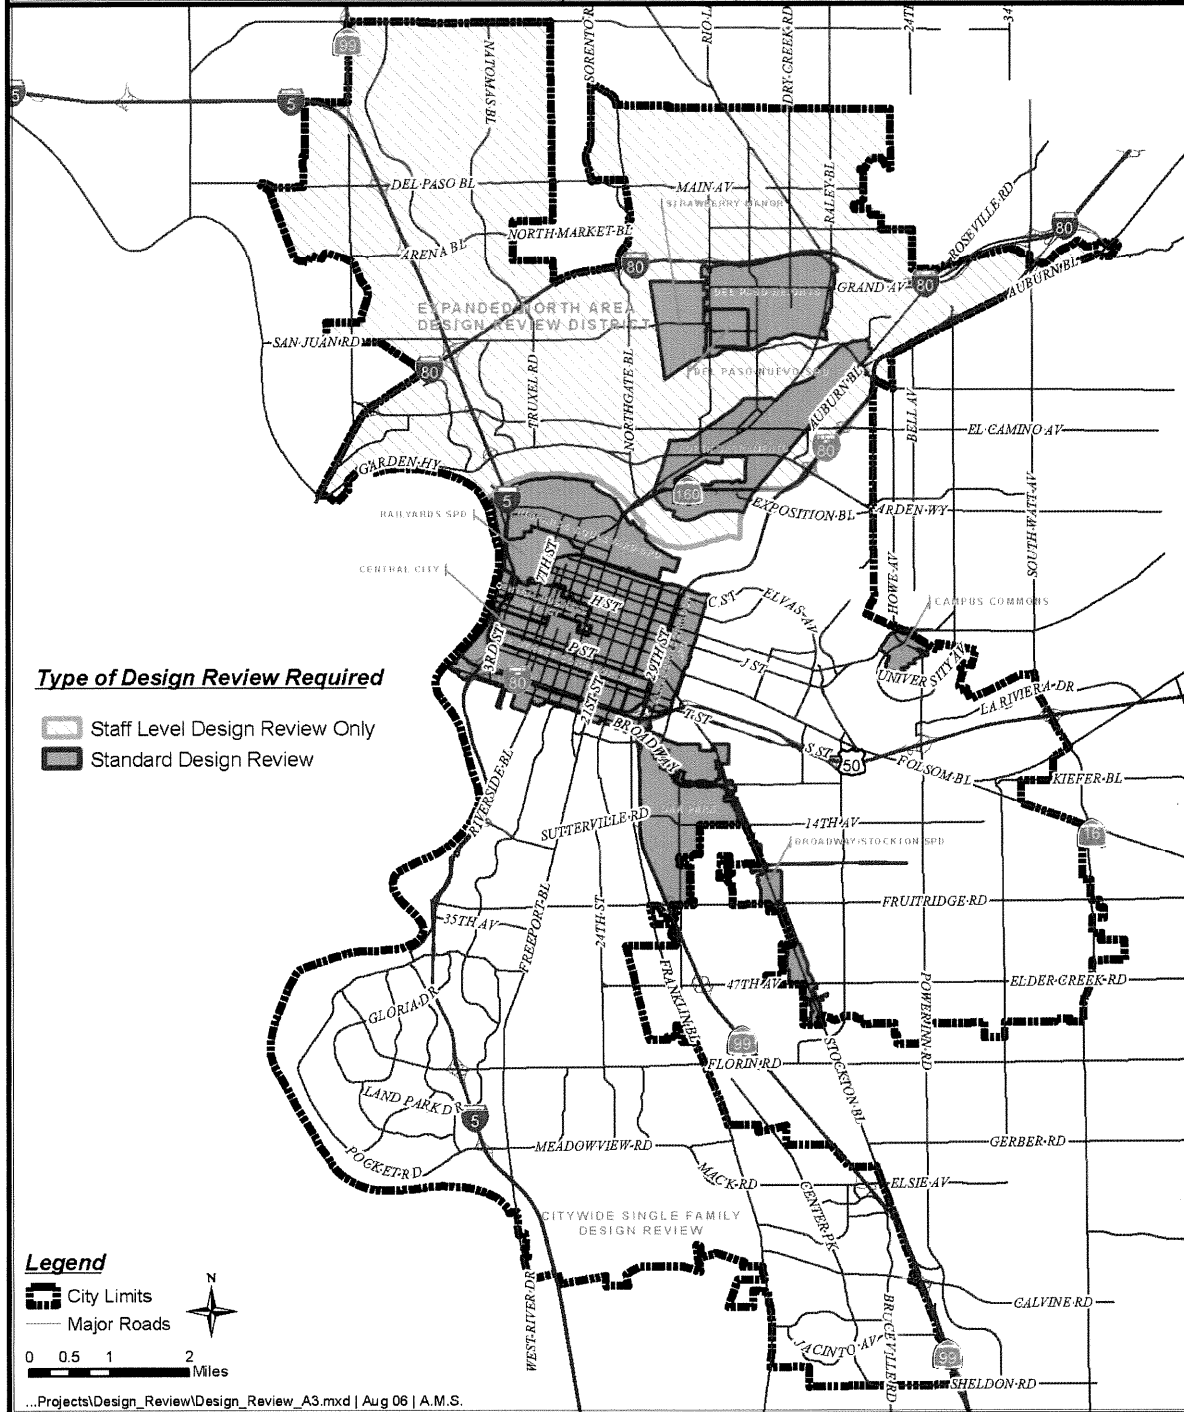 SORENTO R
RIO L
DRY CREEK RD
24TH
34
99
NATOMAS BL
5
5
DEL PASO BL
MAIN AV
RALEY BL
STRAWBERRY MANOR
ROSEVILLE RD
NORTH MARKET BL
ARENA BL
80
80
80
AUBURN BL
GRAND AV
EXPANDED NORTH AREA
DESIGN REVIEW DISTRICT
SAN JUAN RD
80
TRUXEL RD
NORTHGATE BL
DEL PASO NUEVO SPD
AUBURN BL
BELL AV
EL CAMINO AV
80
GARDEN HY
160
EXPOSITION BL
ARDEN WY
SOUTH WATT AV
5
RAILYARDS SPD
7TH ST
CENTRAL CITY
H ST
C ST
ELVAS AV
HOWE AV
CAMPUS COMMONS
3RD ST
P ST
29TH ST
J ST
UNIVERSITY AV
80
21ST ST
LA RIVIERA DR
BROADWAY
T ST
S ST
50
FOLSOM BL
KIEFER BL
Type of Design Review Required
Staff Level Design Review Only
Standard Design Review
RIVERSIDE BL
SUTTERVILLE RD
14TH AV
16
BROADWAY/STOCKTON SPD
FREEPORT BL
24TH ST
FRUITRIDGE RD
35TH AV
FRANKLIN BL
47TH AV
POWER INN RD
ELDER CREEK RD
GLORIA DR
99
STOCKTON BL
FLORIN RD
LAND PARK DR
5
MEADOWVIEW RD
GERBER RD
POCKET RD
MACK RD
CENTER PK
ELSIE AV
CITYWIDE SINGLE FAMILY
DESIGN REVIEW
Legend
City Limits
Major Roads
N
WEST RIVER DR
CALVINE RD
BRUCEVILLE RD
JACINTO AV
99
SHELDON RD
0 0.5 1 2
Miles
...Projects\Design_Review\Design_Review_A3.mxd | Aug 06 | A.M.S.